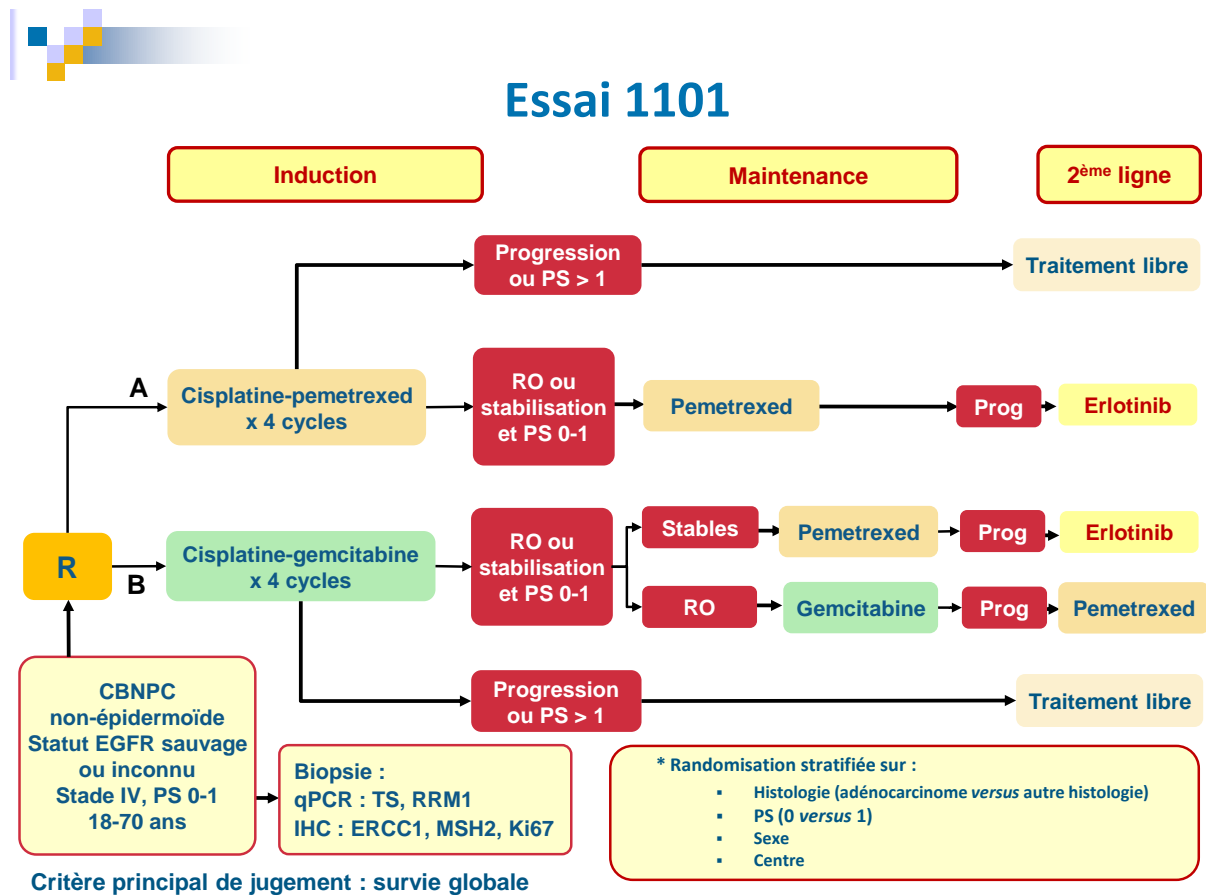 Essai 1101
Induction
Maintenance
2ème ligne
Progression
ou PS > 1
Traitement libre
A
Cisplatine-pemetrexed
x 4 cycles
RO ou
stabilisation
et PS 0-1
Pemetrexed
Prog
Erlotinib
R
B
Cisplatine-gemcitabine
x 4 cycles
RO ou
stabilisation
et PS 0-1
Stables
Pemetrexed
Prog
Erlotinib
RO
Gemcitabine
Prog
Pemetrexed
Progression
ou PS > 1
Traitement libre
CBNPC
non-épidermoïde
Statut EGFR sauvage
ou inconnu
Stade IV, PS 0-1
18-70 ans
Biopsie :
qPCR : TS, RRM1
IHC : ERCC1, MSH2, Ki67
* Randomisation stratifiée sur :
▪ Histologie (adénocarcinome versus autre histologie)
▪ PS (0 versus 1)
▪ Sexe
▪ Centre
Critère principal de jugement : survie globale